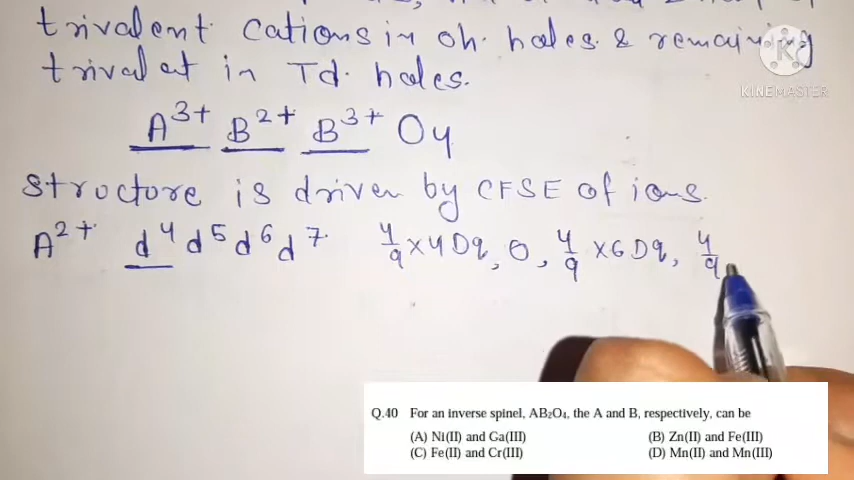 trivalent cations in oh. holes. & remaining
trivalent in Td. holes.
KINEMASTER
A3+ B2+ B3+ O4
structure is driven by CFSE of ions.
A2+ d4 d5 d6 d7 4/9 x 4Dq, 0, 4/9 x 6Dq, 4/9
Q.40 For an inverse spinel, AB₂O₄, the A and B, respectively, can be
(A) Ni(II) and Ga(III) (B) Zn(II) and Fe(III)
(C) Fe(II) and Cr(III) (D) Mn(II) and Mn(III)